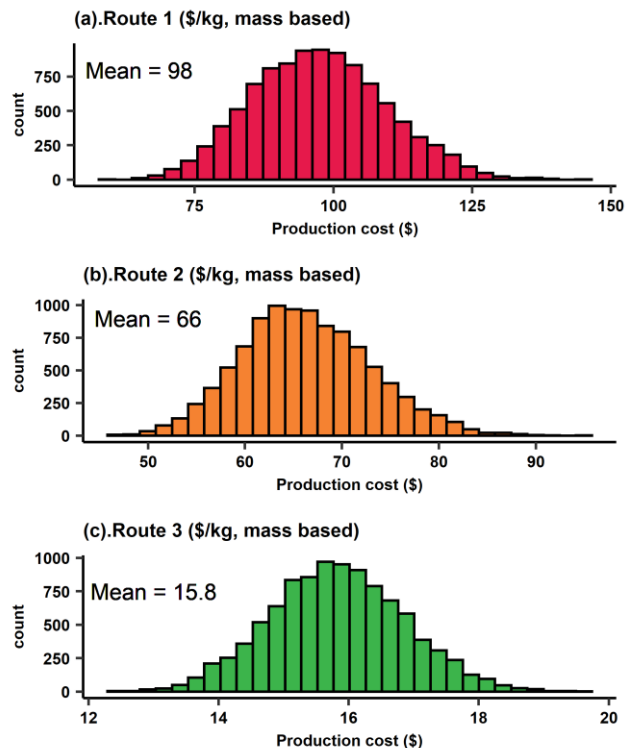 (a).Route 1 ($/kg, mass based)
Mean = 98
count
750
500
250
0
75
100
125
150
Production cost ($)
(b).Route 2 ($/kg, mass based)
Mean = 66
count
1000
750
500
250
0
50
60
70
80
90
Production cost ($)
(c).Route 3 ($/kg, mass based)
Mean = 15.8
count
1000
750
500
250
0
12
14
16
18
20
Production cost ($)